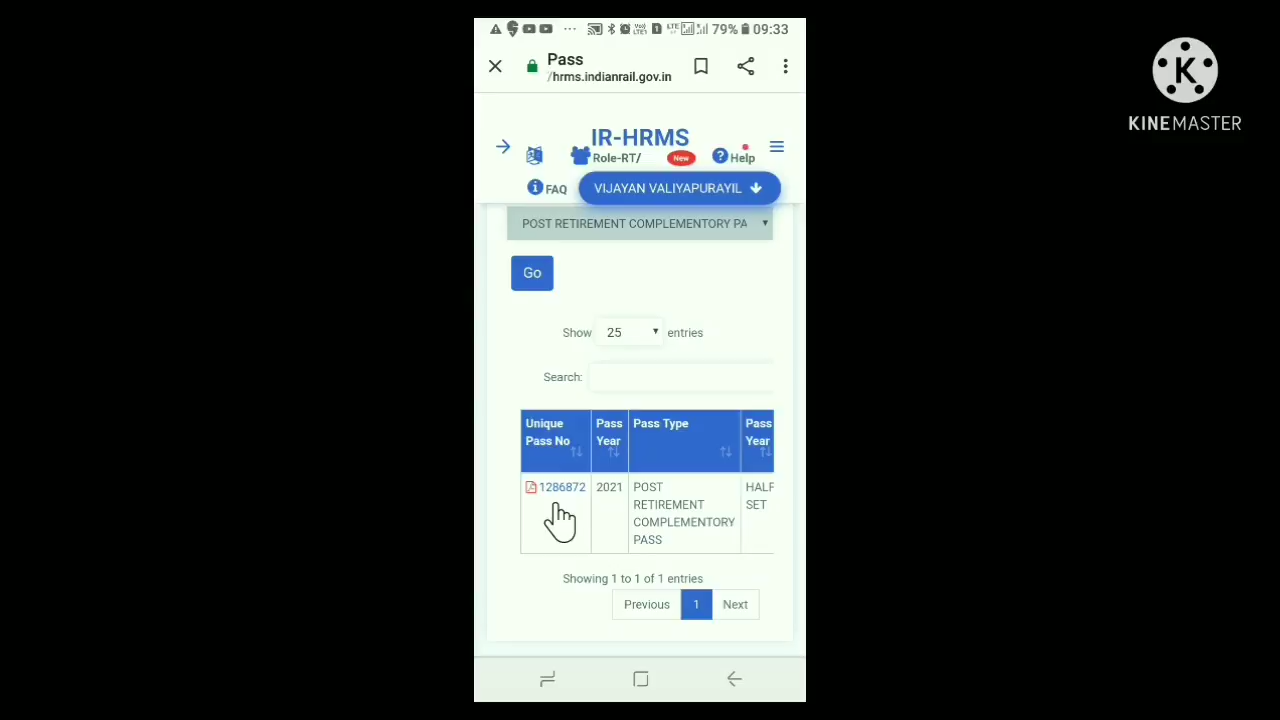 79% 09:33
Pass
/hrms.indianrail.gov.in
K
KINEMASTER
IR-HRMS
Role-RT/ New Help
FAQ VIJAYAN VALIYAPURAYIL
POST RETIREMENT COMPLEMENTORY PA
Go
Show 25 entries
Search:
Unique Pass Pass Type Pass
Pass No Year Year
1286872 2021 POST HALF
RETIREMENT SET
COMPLEMENTORY
PASS
Showing 1 to 1 of 1 entries
Previous 1 Next